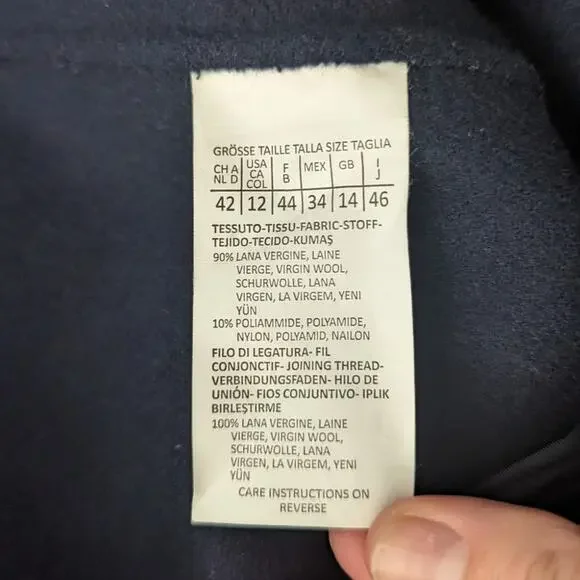 GRÖSSE TAILLE TALLA SIZE TAGLIA
CH A NL D USA CA COL F B MEX GB I J
42 12 44 34 14 46
TESSUTO-TISSU-FABRIC-STOFF-
TEJIDO-TECIDO-KUMAŞ
90% LANA VERGINE, LAINE
VIERGE, VIRGIN WOOL,
SCHURWOLLE, LANA
VIRGEN, LA VIRGEM, YENI
YÜN
10% POLIAMMIDE, POLYAMIDE,
NYLON, POLYAMID, NAILON
FILO DI LEGATURA- FIL
CONJONCTIF- JOINING THREAD-
VERBINDUNGSFADEN- HILO DE
UNIÓN- FIOS CONJUNTIVO- IPLIK
BIRLEŞTIRME
100% LANA VERGINE, LAINE
VIERGE, VIRGIN WOOL,
SCHURWOLLE, LANA
VIRGEN, LA VIRGEM, YENI
YÜN
CARE INSTRUCTIONS ON
REVERSE